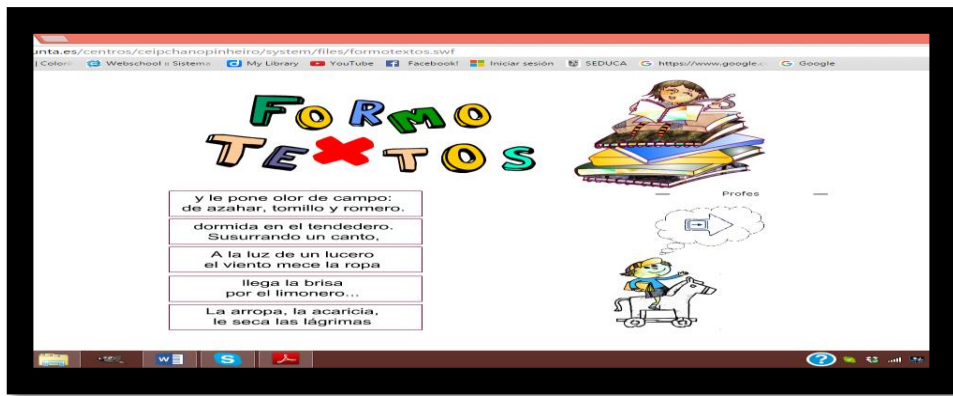 unta.es/centros/ceipchanopinheiro/system/files/formotextos.swf
Webschool :: Sistema My Library YouTube Facebook! Iniciar sesión SEDUCA https://www.google.c Google
FORMO
TEXTOS
Profes
y le pone olor de campo:
de azahar, tomillo y romero.
dormida en el tendedero.
Susurrando un canto,
A la luz de un lucero
el viento mece la ropa
llega la brisa
por el limonero...
La arropa, la acaricia,
le seca las lágrimas